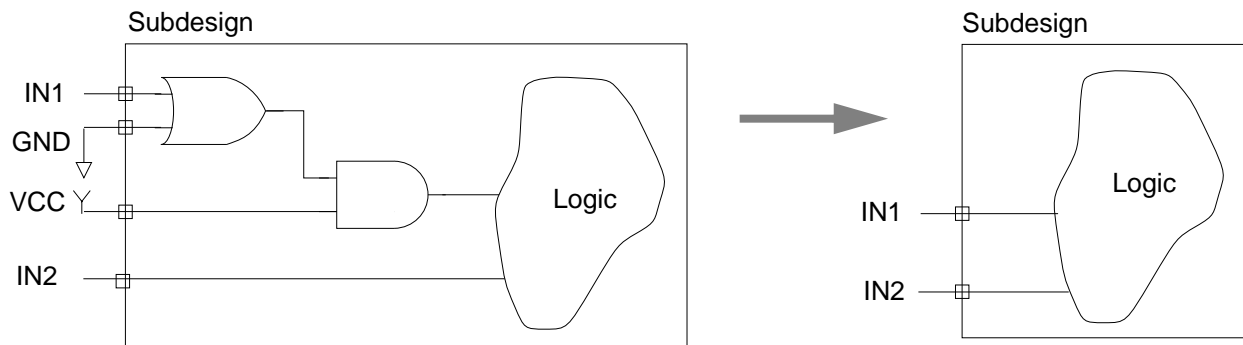 Subdesign
IN1
GND
VCC
IN2
Logic
Subdesign
IN1
IN2
Logic